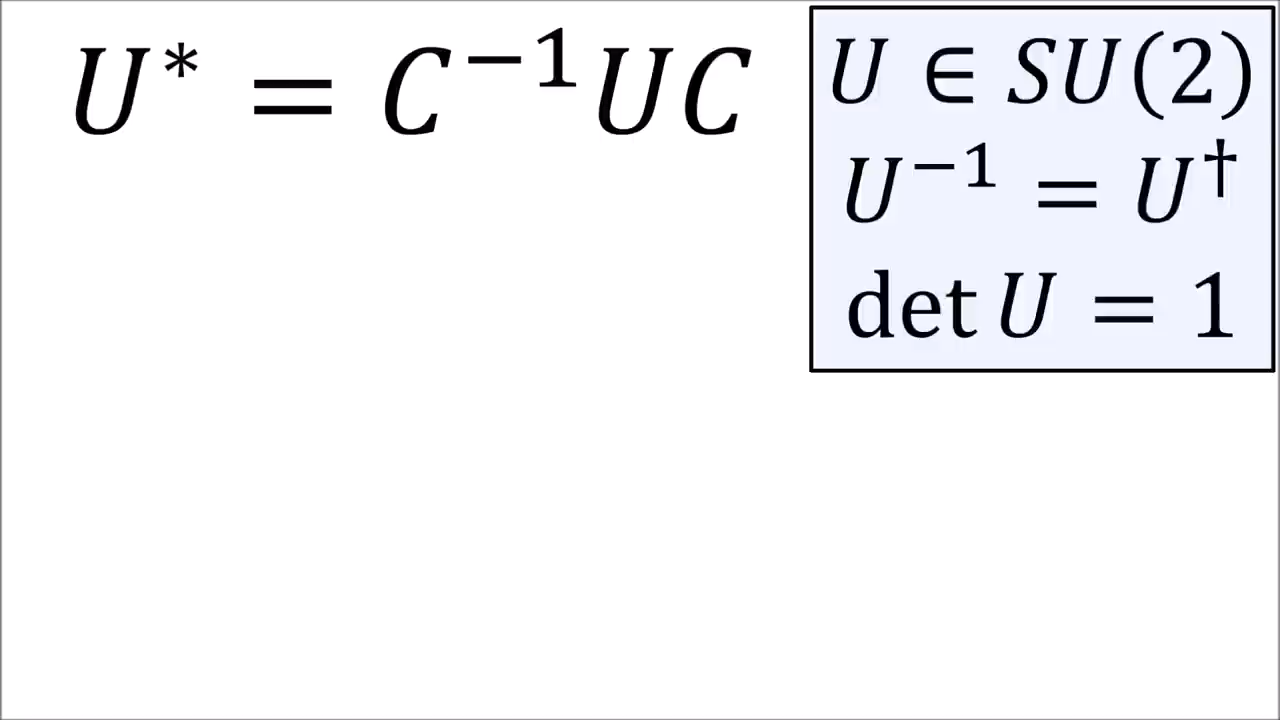 U* = C⁻¹UC
U ∈ SU(2)
U⁻¹ = U†
det U = 1